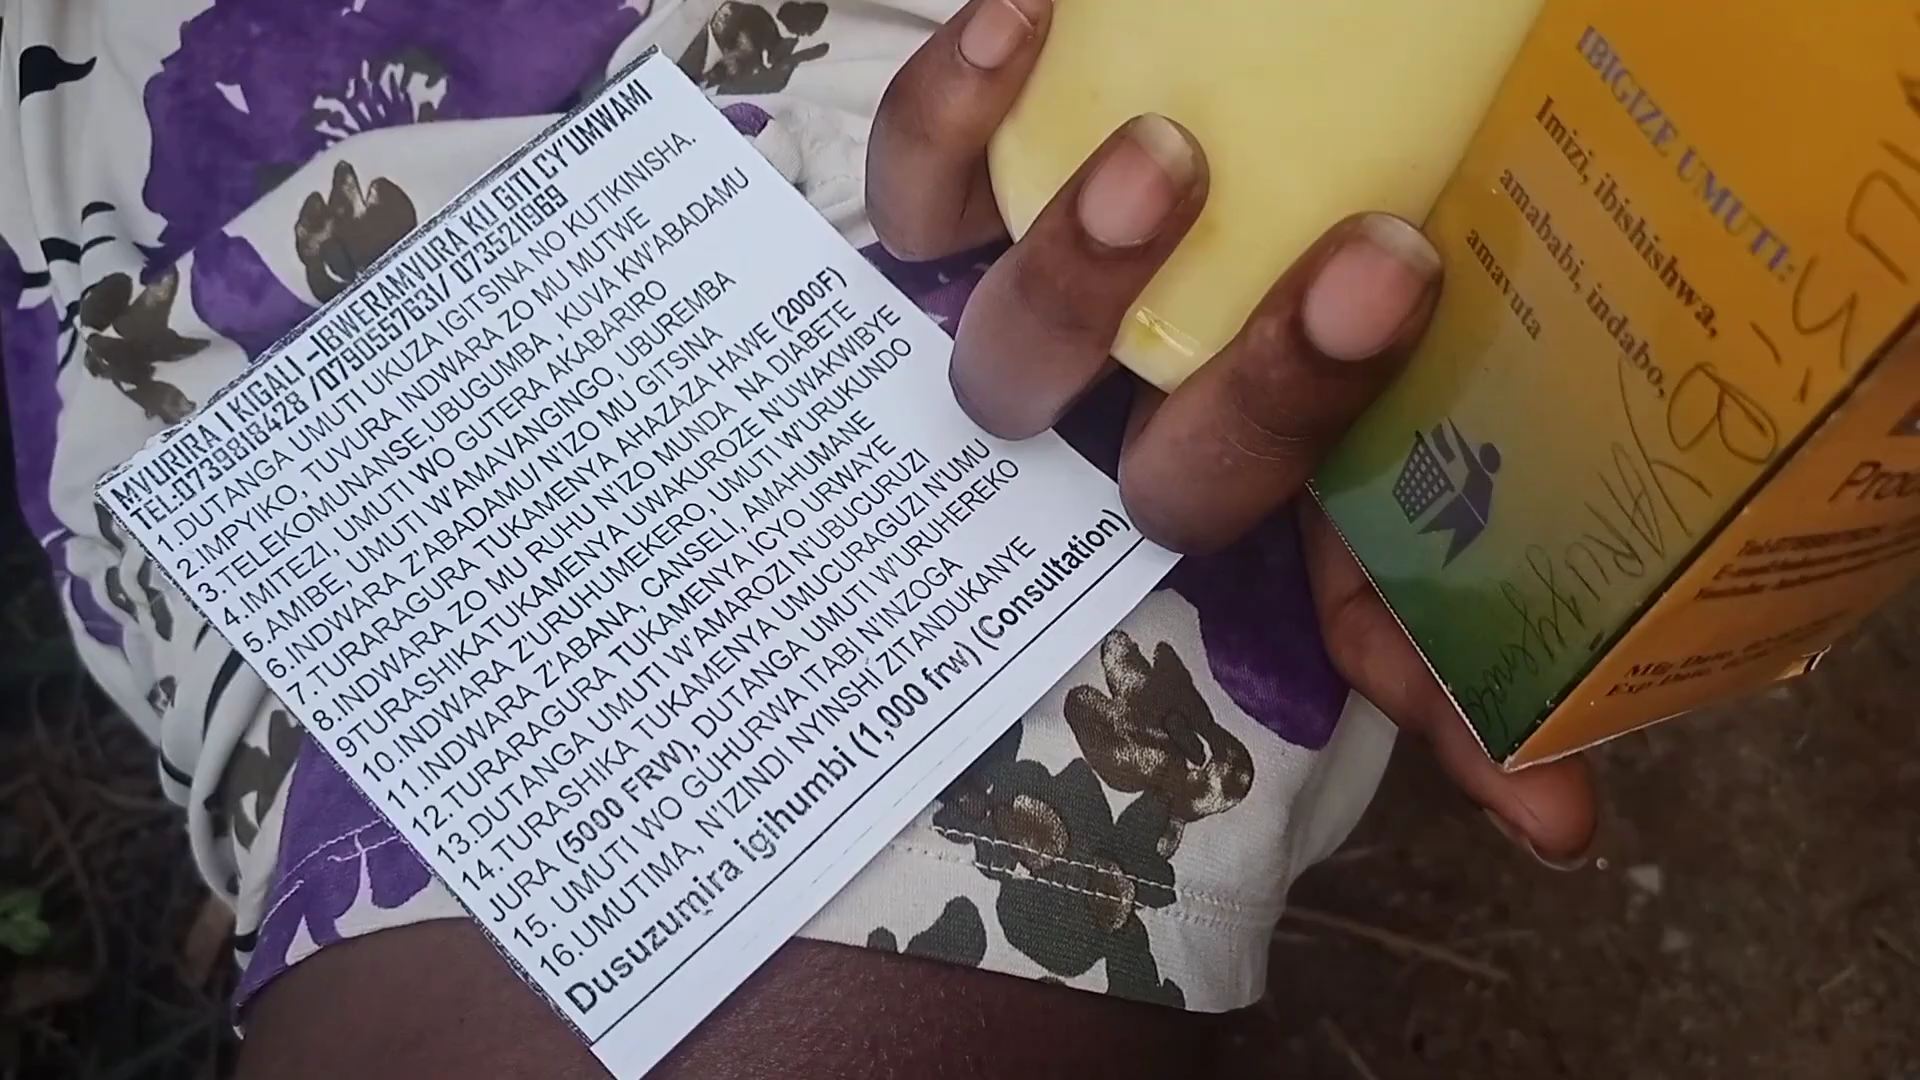 MVURIRA I KIGALI -IBWERAMVURA KU GITI CY'UMWAMI
TEL:0739818428 /0790557631/ 0735211969
1.DUTANGA UMUTI UKUZA IGITSINA NO KUTIKINISHA.
2.IMPYIKO, TUVURA INDWARA ZO MU MUTWE
3. TELEKOMUNANSE,UBUGUMBA , KUVA KW'ABADAMU
4.IMITEZI, UMUTI WO GUTERA AKABARIRO
5.AMIBE, UMUTI W'AMAVANGINGO, UBUREMBA
6.INDWARA Z'ABADAMU/ N'IZO MU GITSINA
7.TURARAGURA TUKAMENYA AHAZAZA HAWE (2000F)
8.INDWARA ZO MU RUHU N'IZO MUNDA NA DIABETE
9TURASHIKATUKAMENYA UWAKUROZE N'UWAKWIBYE
10.INDWARA Z'URUHUMEKERO, UMUTI W'URUKUNDO
11.INDWARA Z'ABANA, CANSELI, AMAHUMANE
12.TURARAGURA TUKAMENYA ICYO URWAYE
13.DUTANGA UMUTI W'AMAROZI N'UBUCURUZI
14.TURASHIKA TUKAMENYA UMUCURAGUZI N'UMU
JURA (5000 FRW), DUTANGA UMUTI W'URUHEREKO
15. UMUTI WO GUHURWA ITABI N'INZOGA
16.UMUTIMA, N'IZINDI NYINSHI ZITANDUKANYE
Dusuzumira igihumbi (1,000 frw) (Consultation)
IBIGIZE UMUTI:
Imizi, ibishishwa,
amababi, indabo,
amavuta